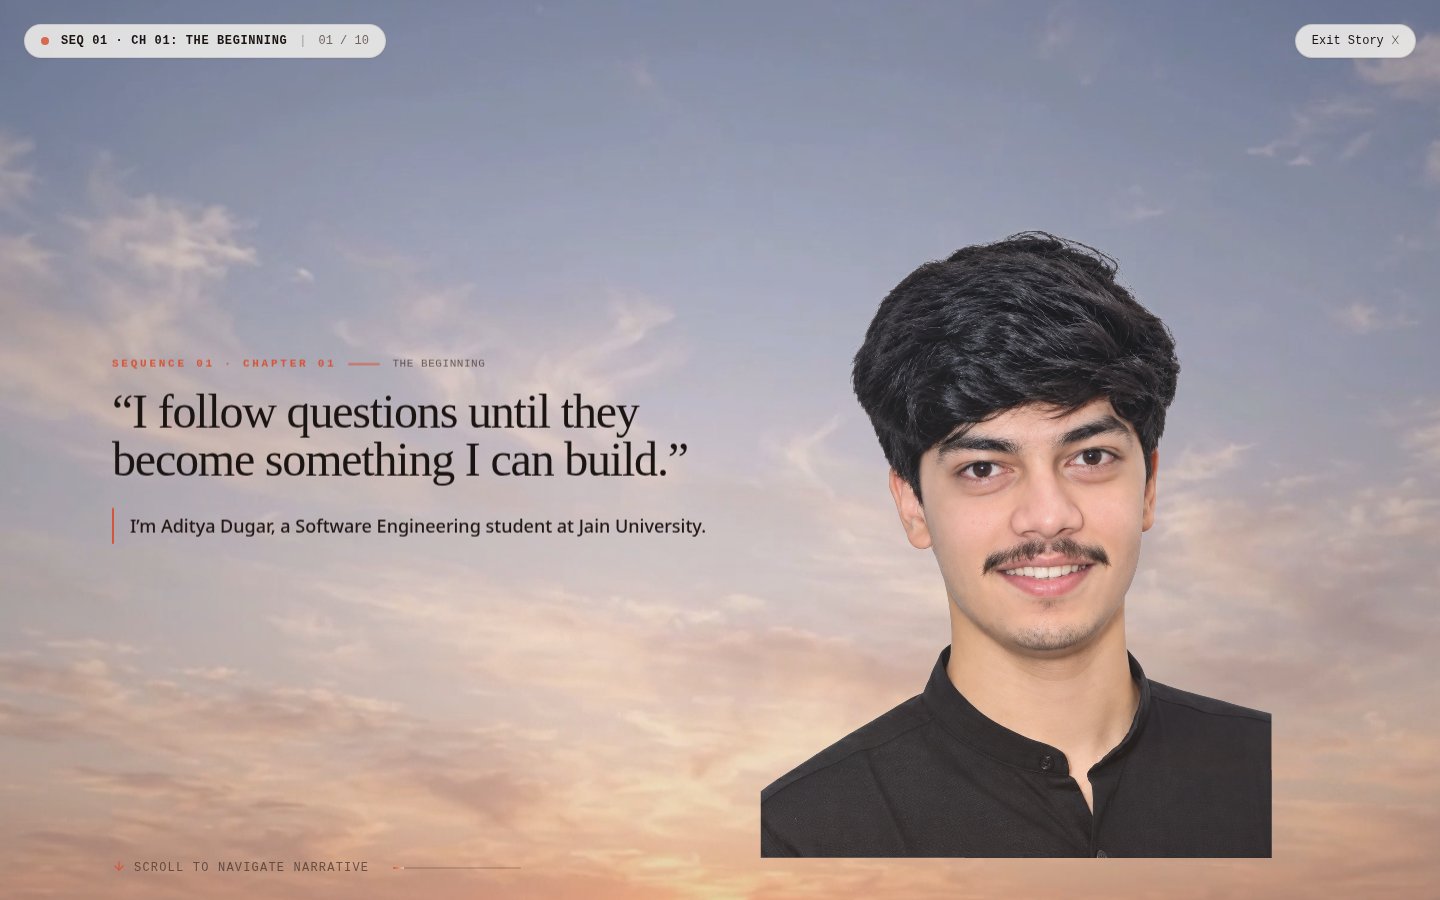 SEQ 01 · CH 01: THE BEGINNING | 01 / 10
Exit Story X
SEQUENCE 01 · CHAPTER 01 THE BEGINNING
“I follow questions until they
become something I can build.”
I’m Aditya Dugar, a Software Engineering student at Jain University.
↓ SCROLL TO NAVIGATE NARRATIVE